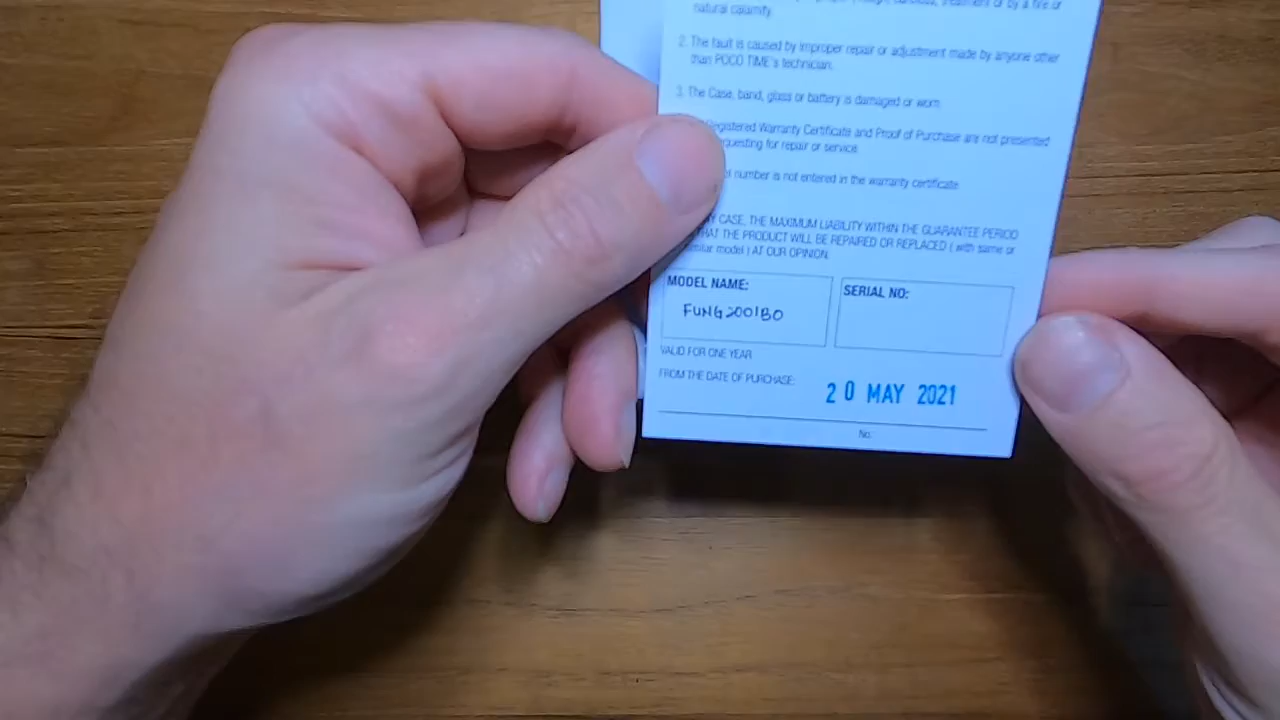 natural calamity.
2. The fault is caused by improper repair or adjustment made by anyone other
than POCO TIME's technician.
3. The Case, band, glass or battery is damaged or worn.
Registered Warranty Certificate and Proof of Purchase are not presented
for repair or service.
number is not entered in the warranty certificate.
CASE, THE MAXIMUM LIABILITY WITHIN THE GUARANTEE PERIOD
THAT THE PRODUCT WILL BE REPAIRED OR REPLACED ( with same or
model ) AT OUR OPINION.
MODEL NAME:
FUNG2001BO
SERIAL NO:
VALID FOR ONE YEAR
FROM THE DATE OF PURCHASE:
20 MAY 2021
No.: